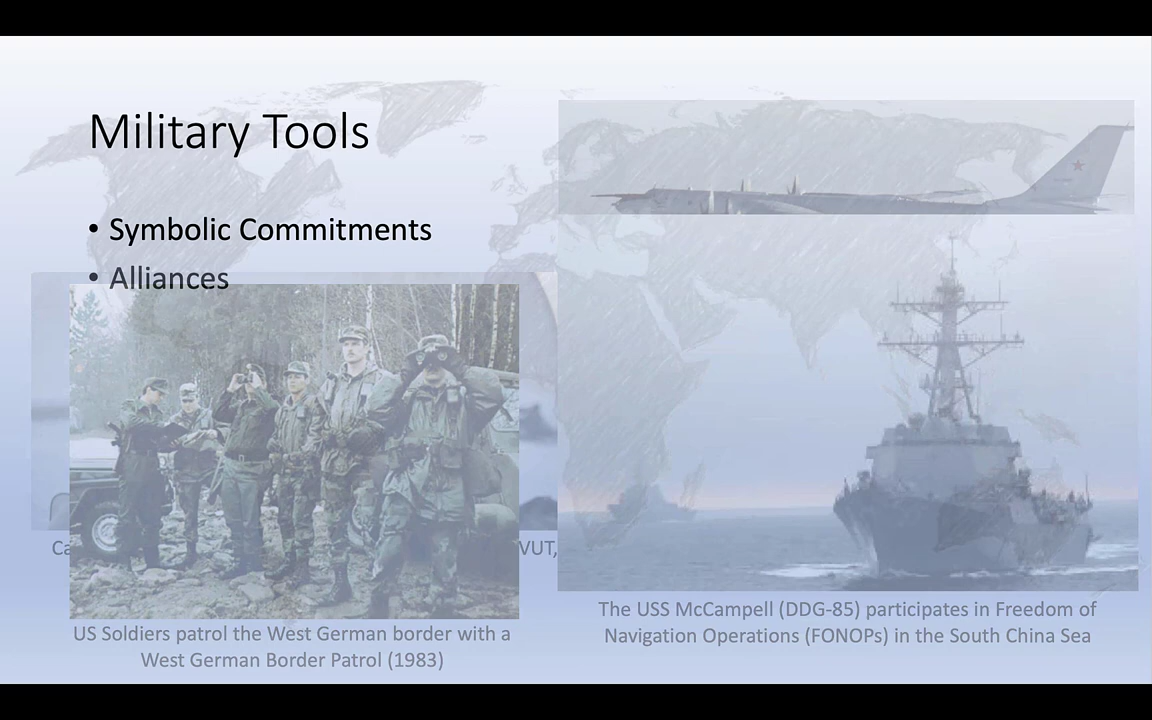 Military Tools
• Symbolic Commitments
• Alliances
VUT,
US Soldiers patrol the West German border with a
West German Border Patrol (1983)
The USS McCampell (DDG-85) participates in Freedom of
Navigation Operations (FONOPs) in the South China Sea